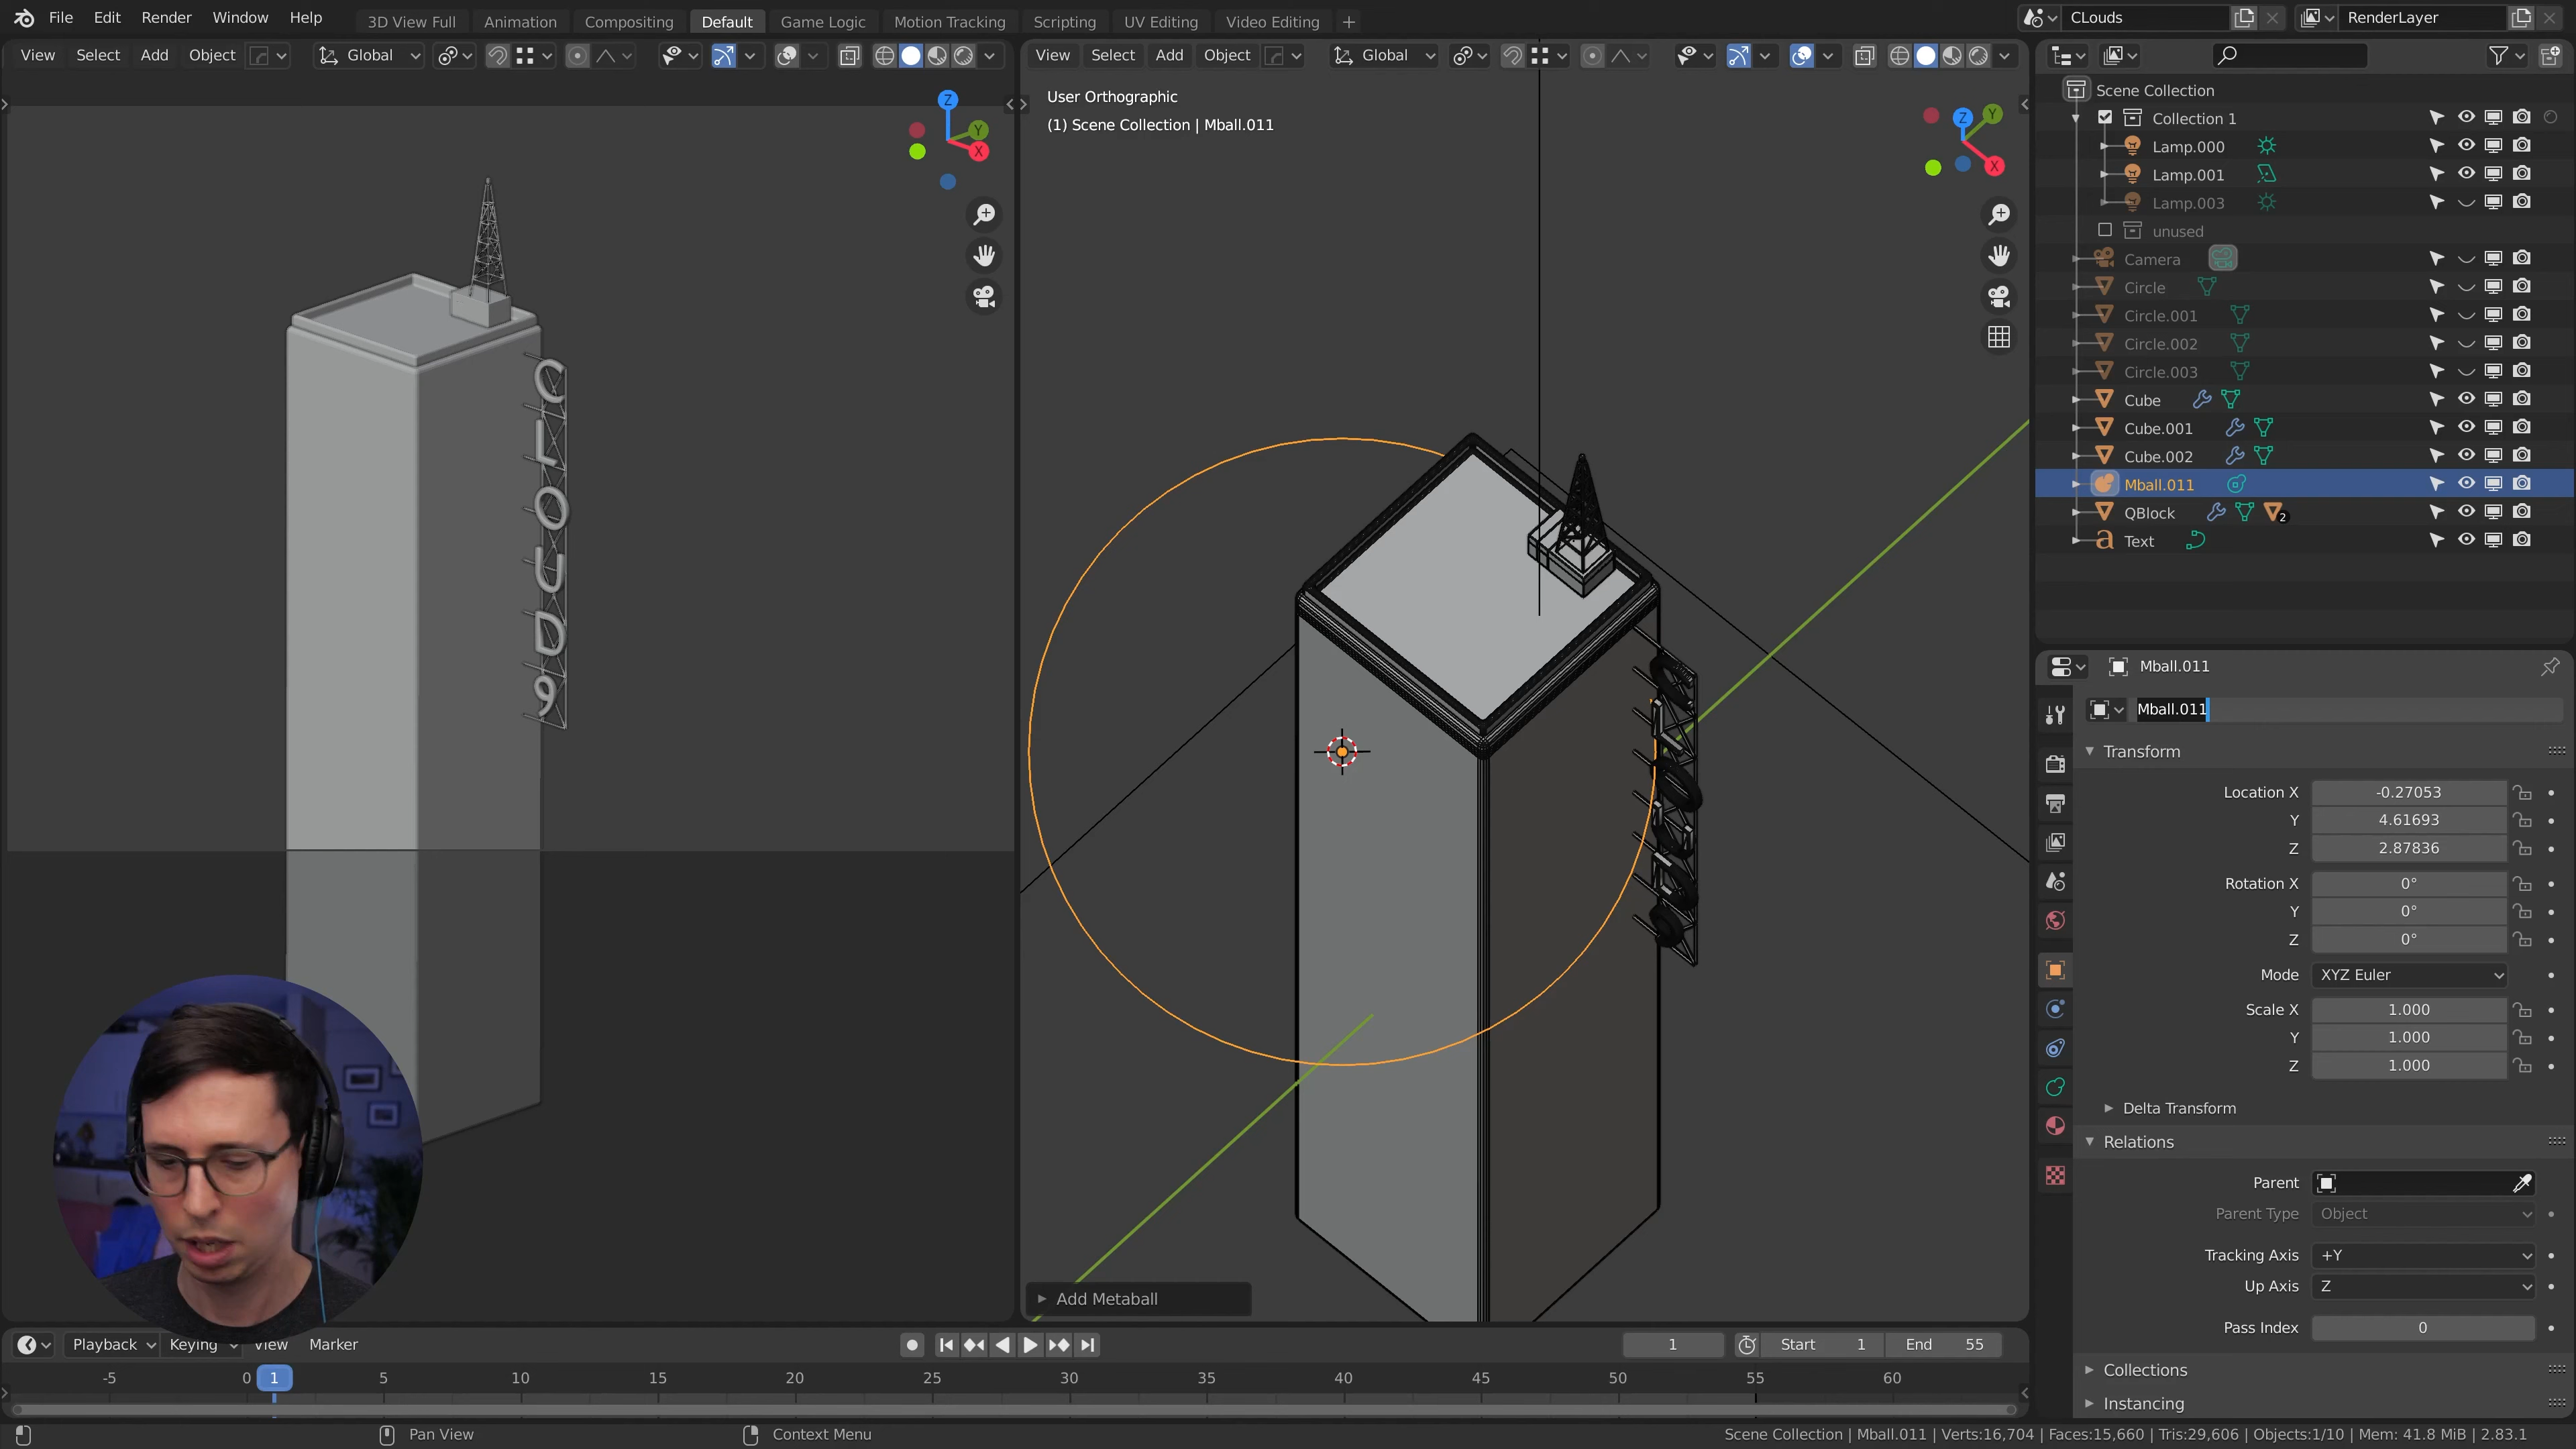 File Edit Render Window Help
3D View Full Animation Compositing Default Game Logic Motion Tracking Scripting UV Editing Video Editing +
CLouds
RenderLayer
View Select Add Object Global
View Select Add Object Global
User Orthographic
(1) Scene Collection | Mball.011
Z
Y
X
Z
Y
X
C
L
O
U
D
9
Scene Collection
Collection 1
Lamp.000
Lamp.001
Lamp.003
unused
Camera
Circle
Circle.001
Circle.002
Circle.003
Cube
Cube.001
Cube.002
Mball.011
QBlock
2
a Text
Mball.011
Mball.011
Transform
Location X -0.27053
Y 4.61693
Z 2.87836
Rotation X 0°
Y 0°
Z 0°
Mode XYZ Euler
Scale X 1.000
Y 1.000
Z 1.000
Delta Transform
Relations
Parent
Parent Type Object
Tracking Axis +Y
Up Axis Z
Pass Index 0
Collections
Instancing
Add Metaball
Playback Keying View Marker
1 Start 1 End 55
-5 0 1 5 10 15 20 25 30 35 40 45 50 55 60
Pan View
Context Menu
Scene Collection | Mball.011 | Verts:16,704 | Faces:15,660 | Tris:29,606 | Objects:1/10 | Mem: 41.8 MiB | 2.83.1